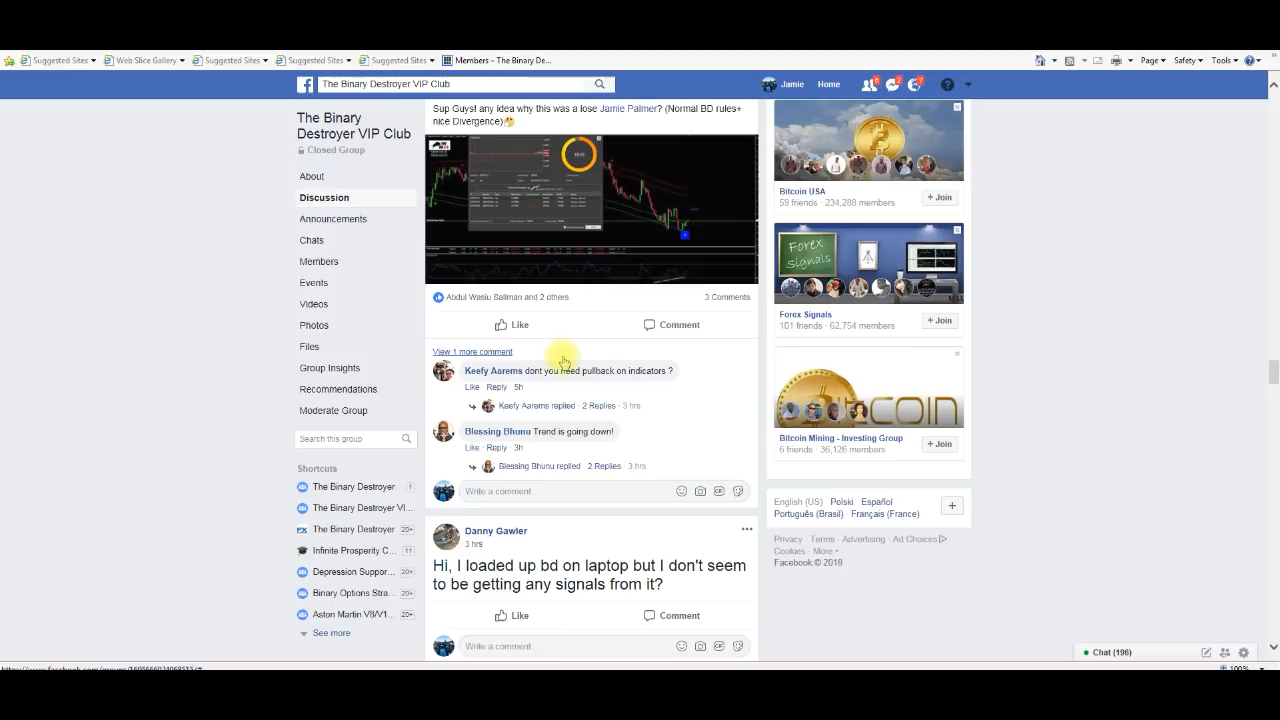 Suggested Sites
Web Slice Gallery
Suggested Sites
Suggested Sites
Suggested Sites
Members – The Binary De...
Page
Safety
Tools
The Binary Destroyer VIP Club
Jamie
Home
The Binary
Destroyer VIP Club
Closed Group
About
Discussion
Announcements
Chats
Members
Events
Videos
Photos
Files
Group Insights
Recommendations
Moderate Group
Search this group
Shortcuts
The Binary Destroyer 1
The Binary Destroyer VI...
The Binary Destroyer 20+
Infinite Prosperity C... 11
Depression Suppor... 20+
Binary Options Stra... 20+
Aston Martin V8/V1... 20+
See more
Sup Guys! any idea why this was a lose Jamie Palmer? (Normal BD rules+
nice Divergence)
Abdul Wasiu Saliman and 2 others
3 Comments
Like
Comment
View 1 more comment
Keefy Aarems dont you need pullback on indicators ?
Like · Reply · 5h
Keefy Aarems replied · 2 Replies · 3 hrs
Blessing Bhunu Trend is going down!
Like · Reply · 3h
Blessing Bhunu replied · 2 Replies · 3 hrs
Write a comment...
Danny Gawler
3 hrs
Hi, I loaded up bd on laptop but I don't seem
to be getting any signals from it?
Like
Comment
Write a comment...
Bitcoin USA
59 friends · 234,288 members
+ Join
Forex
Signals
Forex Signals
101 friends · 62,754 members
+ Join
BITCOIN
Bitcoin Mining - Investing Group
6 friends · 36,126 members
+ Join
English (US) · Polski · Español ·
Português (Brasil) · Français (France)
Privacy · Terms · Advertising · Ad Choices
Cookies · More
Facebook © 2018
Chat (196)
100%